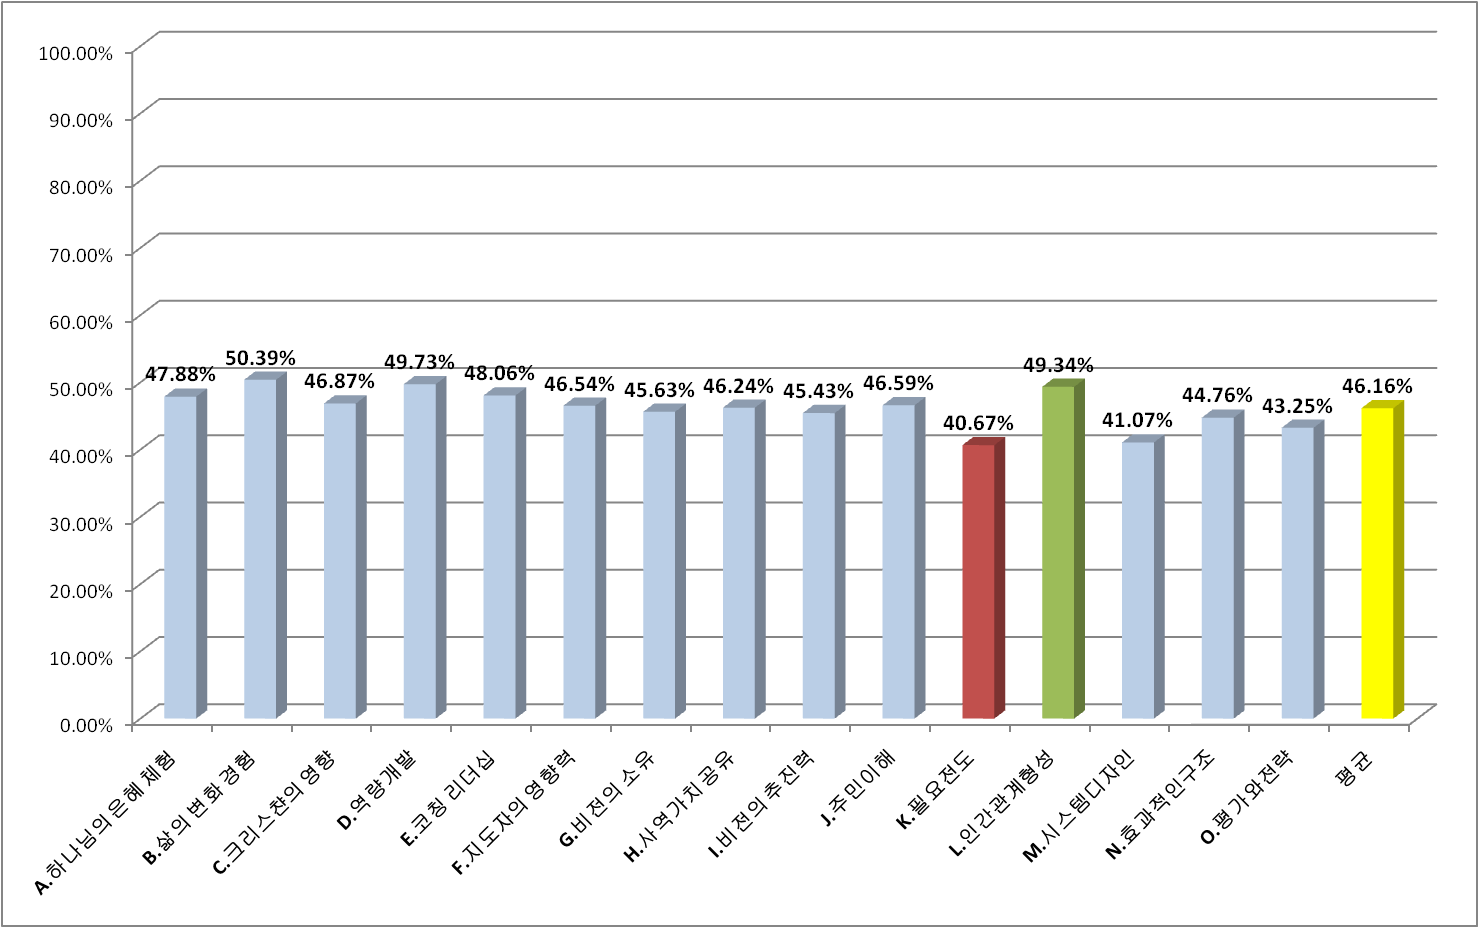 100.00%
90.00%
80.00%
70.00%
60.00%
50.00%
40.00%
30.00%
20.00%
10.00%
0.00%
47.88%
50.39%
46.87%
49.73%
48.06%
46.54%
45.63%
46.24%
45.43%
46.59%
40.67%
49.34%
41.07%
44.76%
43.25%
46.16%
A.하나님의은혜체험
B.삶의변화경험
C.크리스챤의영향
D.역량개발
E.코칭 리더십
F.지도자의영향력
G.비전의소유
H.사역가치공유
I.비전의추진력
J.주민이해
K.필요전도
L.인간관계형성
M.시스템디자인
N.효과적인구조
O.평가와전략
평균